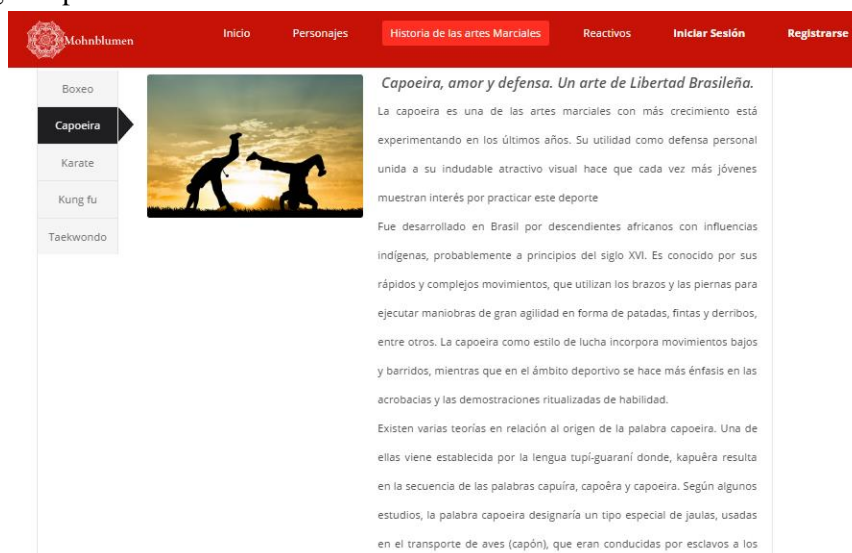 Mohnblumen
Inicio
Personajes
Historia de las artes Marciales
Reactivos
Iniciar Sesión
Registrarse
Boxeo
Capoeira
Karate
Kung fu
Taekwondo
Capoeira, amor y defensa. Un arte de Libertad Brasileña.
La capoeira es una de las artes marciales con más crecimiento está
experimentando en los últimos años. Su utilidad como defensa personal
unida a su indudable atractivo visual hace que cada vez más jóvenes
muestran interés por practicar este deporte
Fue desarrollado en Brasil por descendientes africanos con influencias
indígenas, probablemente a principios del siglo XVI. Es conocido por sus
rápidos y complejos movimientos, que utilizan los brazos y las piernas para
ejecutar maniobras de gran agilidad en forma de patadas, fintas y derribos,
entre otros. La capoeira como estilo de lucha incorpora movimientos bajos
y barridos, mientras que en el ámbito deportivo se hace más énfasis en las
acrobacias y las demostraciones ritualizadas de habilidad.
Existen varias teorías en relación al origen de la palabra capoeira. Una de
ellas viene establecida por la lengua tupí-guaraní donde, kapuêra resulta
en la secuencia de las palabras capuíra, capoêra y capoeira. Según algunos
estudios, la palabra capoeira designaría un tipo especial de jaulas, usadas
en el transporte de aves (capón), que eran conducidas por esclavos a los